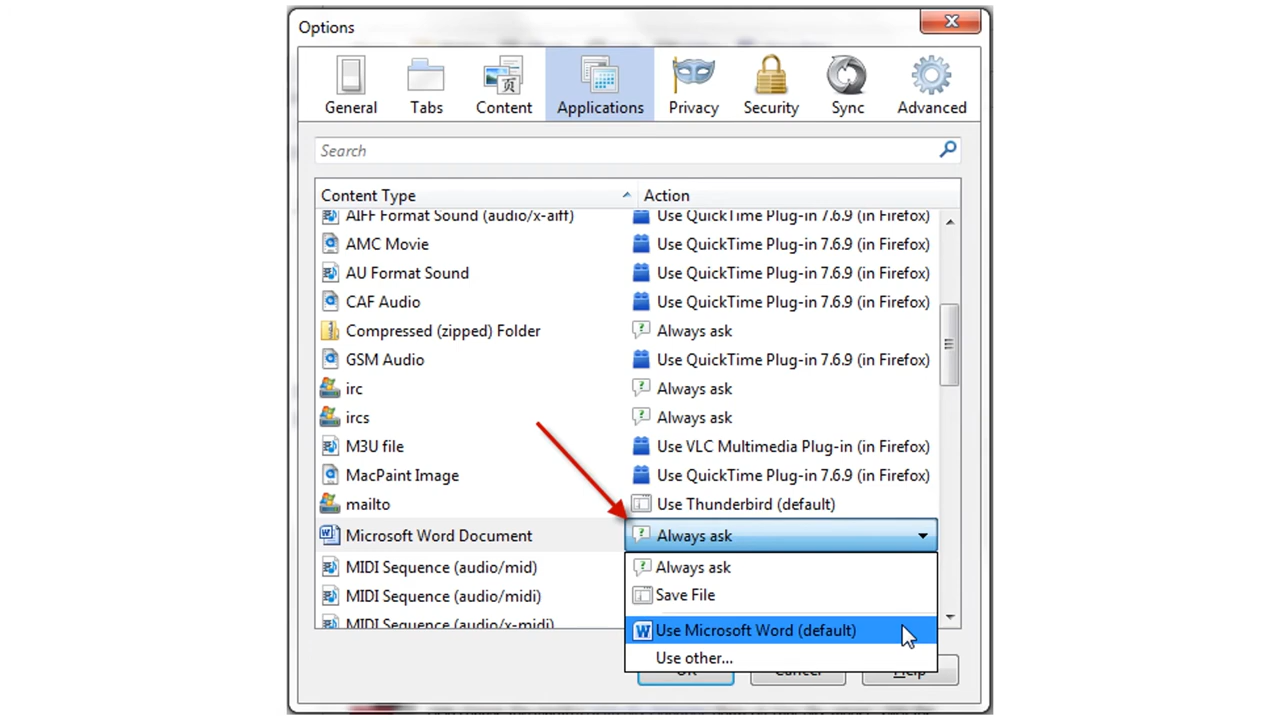 Options
General Tabs Content Applications Privacy Security Sync Advanced
Search
Content Type Action
AIFF Format Sound (audio/x-aiff) Use QuickTime Plug-in 7.6.9 (in Firefox)
AMC Movie Use QuickTime Plug-in 7.6.9 (in Firefox)
AU Format Sound Use QuickTime Plug-in 7.6.9 (in Firefox)
CAF Audio Use QuickTime Plug-in 7.6.9 (in Firefox)
Compressed (zipped) Folder Always ask
GSM Audio Use QuickTime Plug-in 7.6.9 (in Firefox)
irc Always ask
ircs Always ask
M3U file Use VLC Multimedia Plug-in (in Firefox)
MacPaint Image Use QuickTime Plug-in 7.6.9 (in Firefox)
mailto Use Thunderbird (default)
Microsoft Word Document Always ask
MIDI Sequence (audio/mid) Always ask
MIDI Sequence (audio/midi) Save File
MIDI Sequence (audio/x-midi) Use Microsoft Word (default)
Use other...
OK Cancel Help